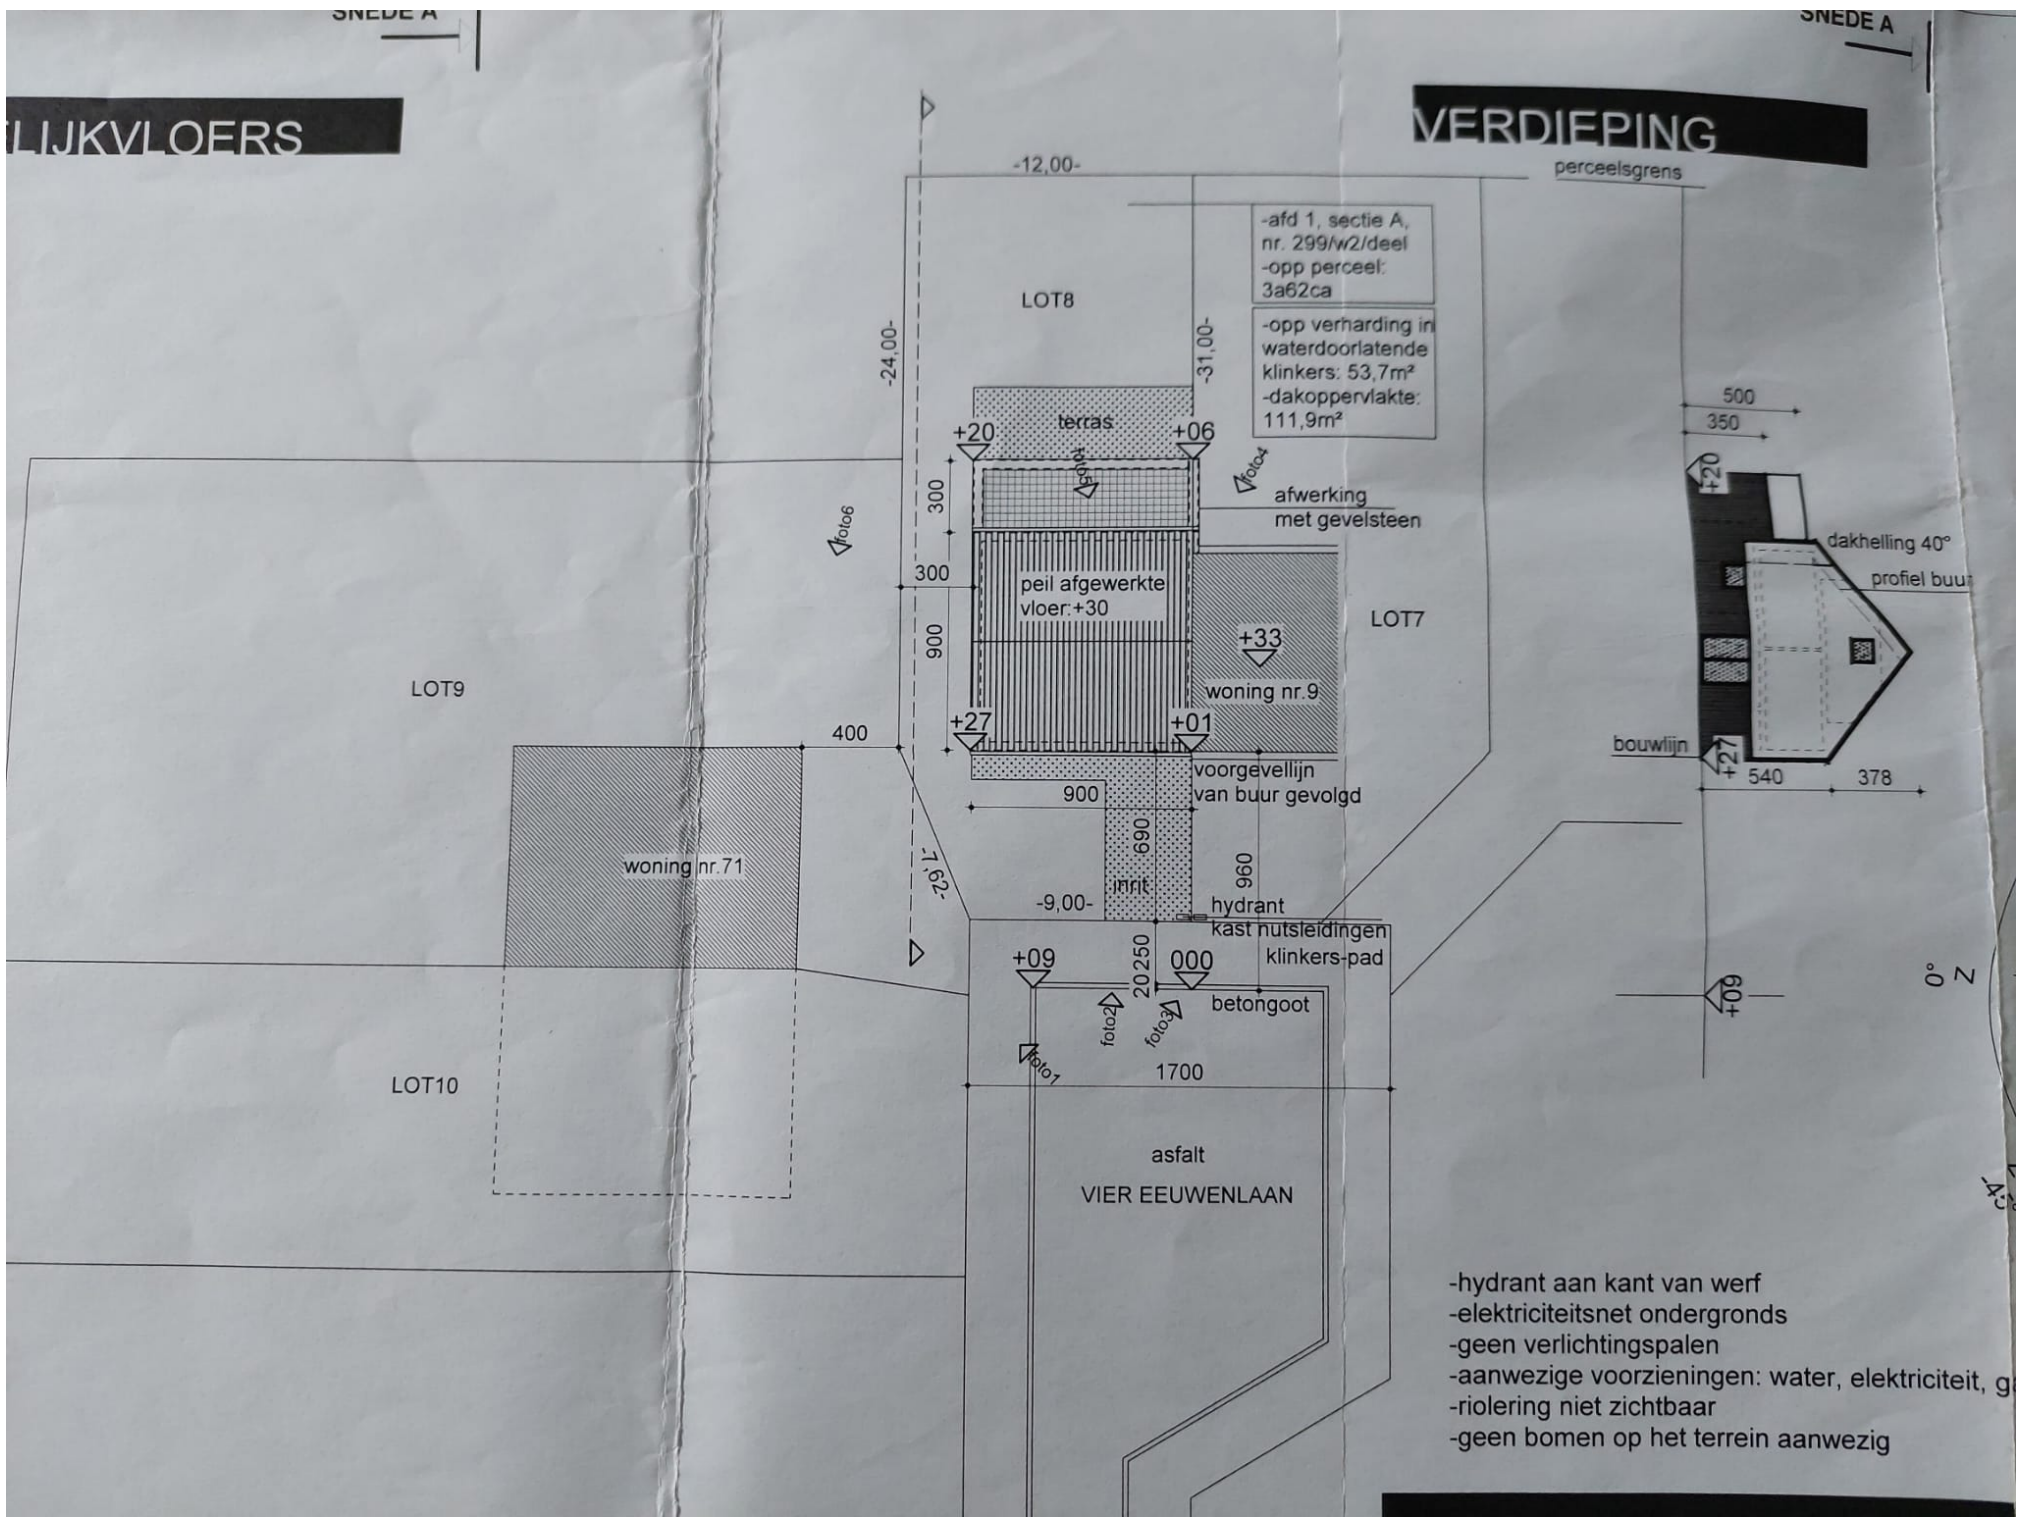 SNEDE A
SNEDE A
LIJKVLOERS
VERDIEPING
perceelsgrens
-12,00-
-afd 1, sectie A,
nr. 299/w2/deel
-opp perceel:
3a62ca
LOT8
-opp verharding in
waterdoorlatende
klinkers: 53,7m²
-dakoppervlakte:
111,9m²
-24,00-
-31,00-
500
350
terras
+20
+06
+20
foto5
foto4
300
afwerking
met gevelsteen
foto6
dakhelling 40°
profiel buu
300
peil afgewerkte
vloer:+30
LOT7
900
+33
LOT9
woning nr.9
+27
+01
400
bouwlijn
+27
voorgevellijn
van buur gevolgd
540
378
900
690
woning nr.71
960
-7,62-
inrit
-9,00-
hydrant
kast nutsleidingen
klinkers-pad
+09
250
000
20
0°
Z
+09
betongoot
foto2
foto3
foto1
1700
LOT10
asfalt
VIER EEUWENLAAN
-hydrant aan kant van werf
-elektriciteitsnet ondergronds
-geen verlichtingspalen
-aanwezige voorzieningen: water, elektriciteit, g
-riolering niet zichtbaar
-geen bomen op het terrein aanwezig